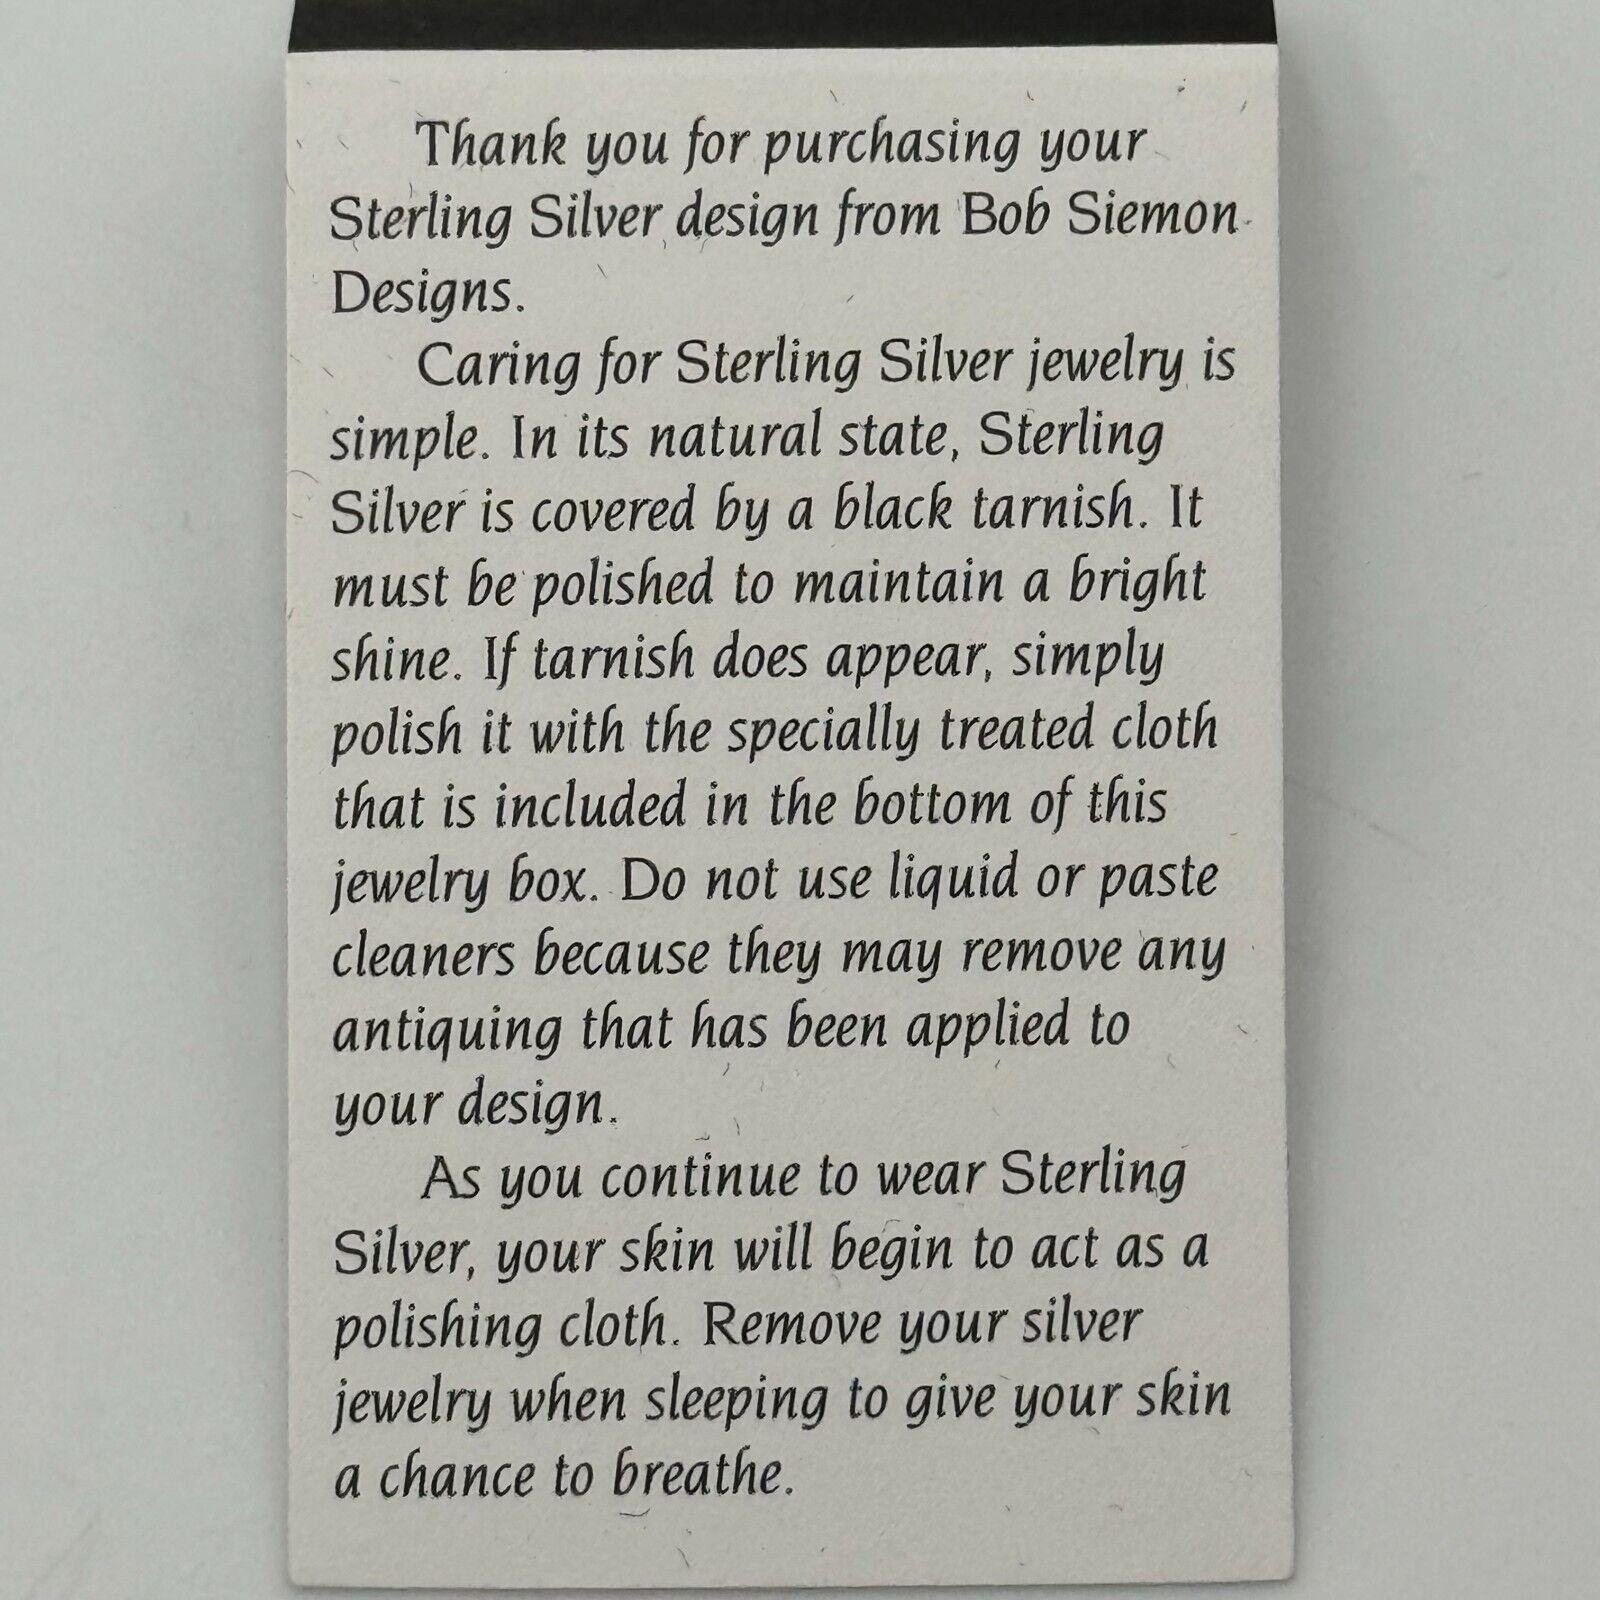 Thank you for purchasing your
Sterling Silver design from Bob Siemon
Designs.
Caring for Sterling Silver jewelry is
simple. In its natural state, Sterling
Silver is covered by a black tarnish. It
must be polished to maintain a bright
shine. If tarnish does appear, simply
polish it with the specially treated cloth
that is included in the bottom of this
jewelry box. Do not use liquid or paste
cleaners because they may remove any
antiquing that has been applied to
your design.
As you continue to wear Sterling
Silver, your skin will begin to act as a
polishing cloth. Remove your silver
jewelry when sleeping to give your skin
a chance to breathe.